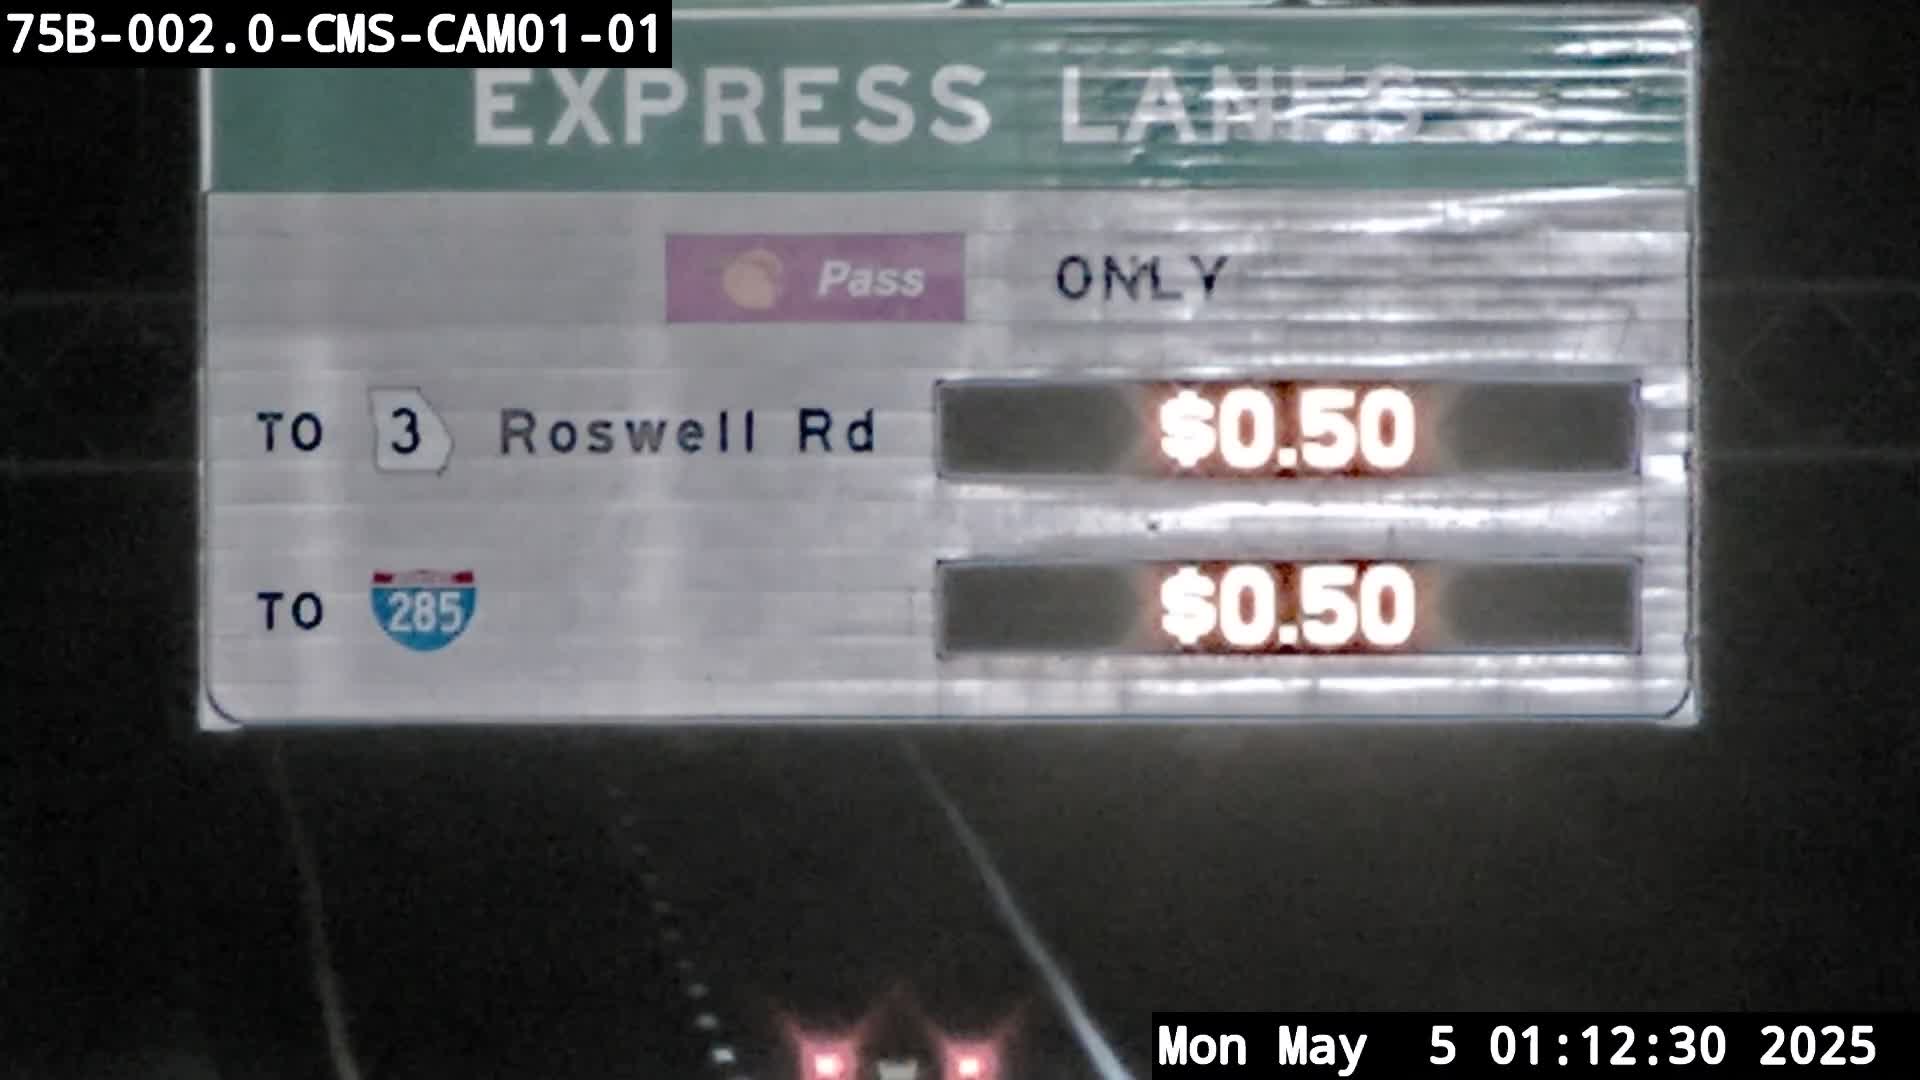 75B-002.0-CMS-CAM01-01
EXPRESS LANES
Pass ONLY
TO 3 Roswell Rd $0.50
TO 285 $0.50
Mon May 5 01:12:30 2025